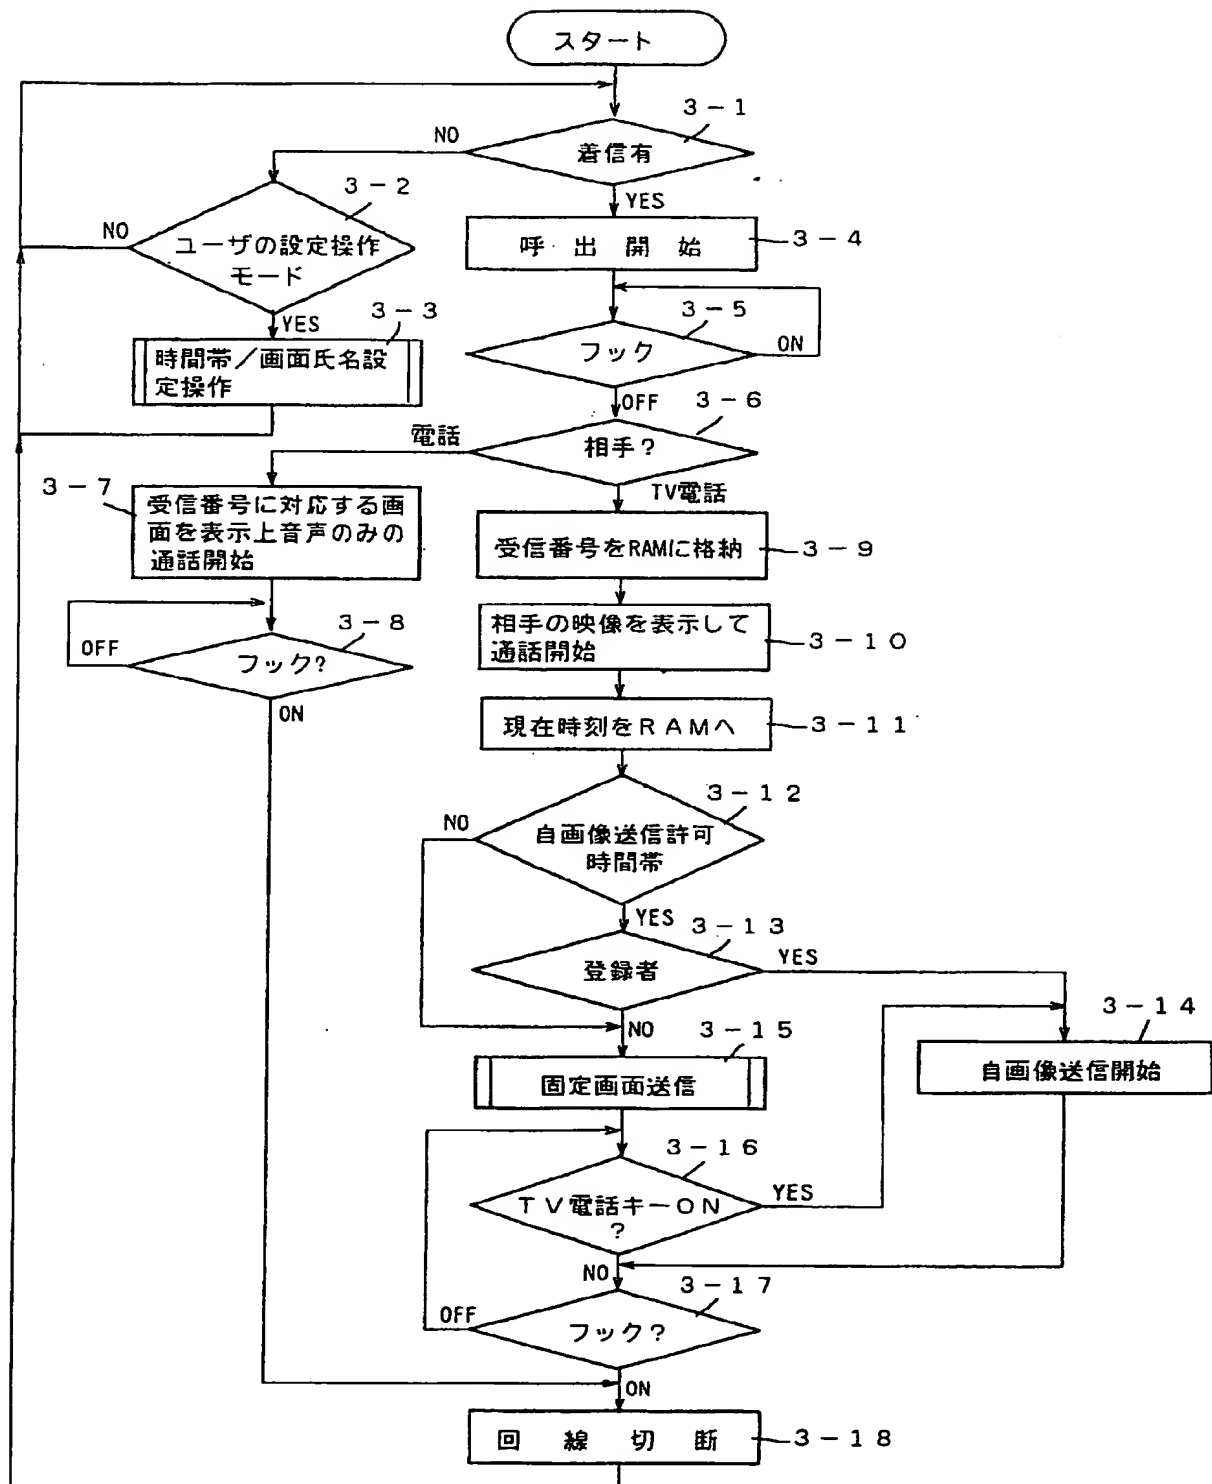 スタート
3-1
NO
着信有
3-2
YES
NO
ユーザの設定操作
モード
呼出開始
3-4
YES
3-3
3-5
時間帯/画面氏名設
定操作
フック
ON
OFF
3-6
電話
相手?
3-7
TV電話
受信番号に対応する画
面を表示上音声のみの
通話開始
受信番号をRAMに格納
3-9
3-8
相手の映像を表示して
通話開始
3-10
OFF
フック?
ON
現在時刻をRAMへ
3-11
3-12
NO
自画像送信許可
時間帯
YES
3-13
登録者
YES
NO
3-15
3-14
固定画面送信
自画像送信開始
3-16
TV電話キーON
?
YES
NO
3-17
OFF
フック?
ON
回線切断
3-18